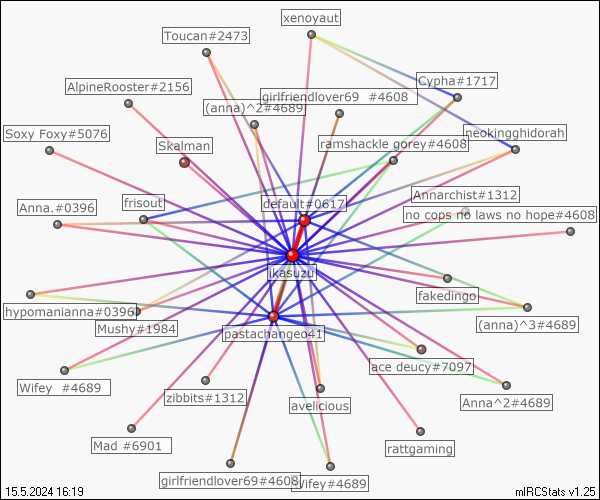 xenoyaut
Toucan#2473
Cypha#1717
AlpineRooster#2156
girlfriendlover69 #4608
(anna)^2#4689
neokingghidorah
Soxy Foxy#5076
Skalman
ramshackle gorey#4608
Annarchist#1312
frisout
default#0617
Anna.#0396
no cops no laws no hope#4608
ikasuzu
fakedingo
hypomanianna#0396
Mushy#1984
(anna)^3#4689
pastachangeo41
ace deucy#7097
Wifey #4689
zibbits#1312
avelicious
Anna^2#4689
Mad #6901
rattgaming
girlfriendlover69#4608
Wifey#4689
15.5.2024 16:19
mIRCStats v1.25